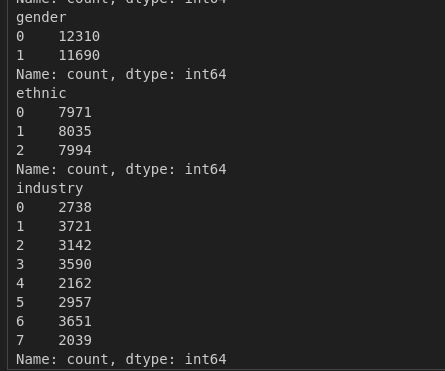 Name: count, dtype: int64
gender
0    12310
1    11690
Name: count, dtype: int64
ethnic
0    7971
1    8035
2    7994
Name: count, dtype: int64
industry
0    2738
1    3721
2    3142
3    3590
4    2162
5    2957
6    3651
7    2039
Name: count, dtype: int64